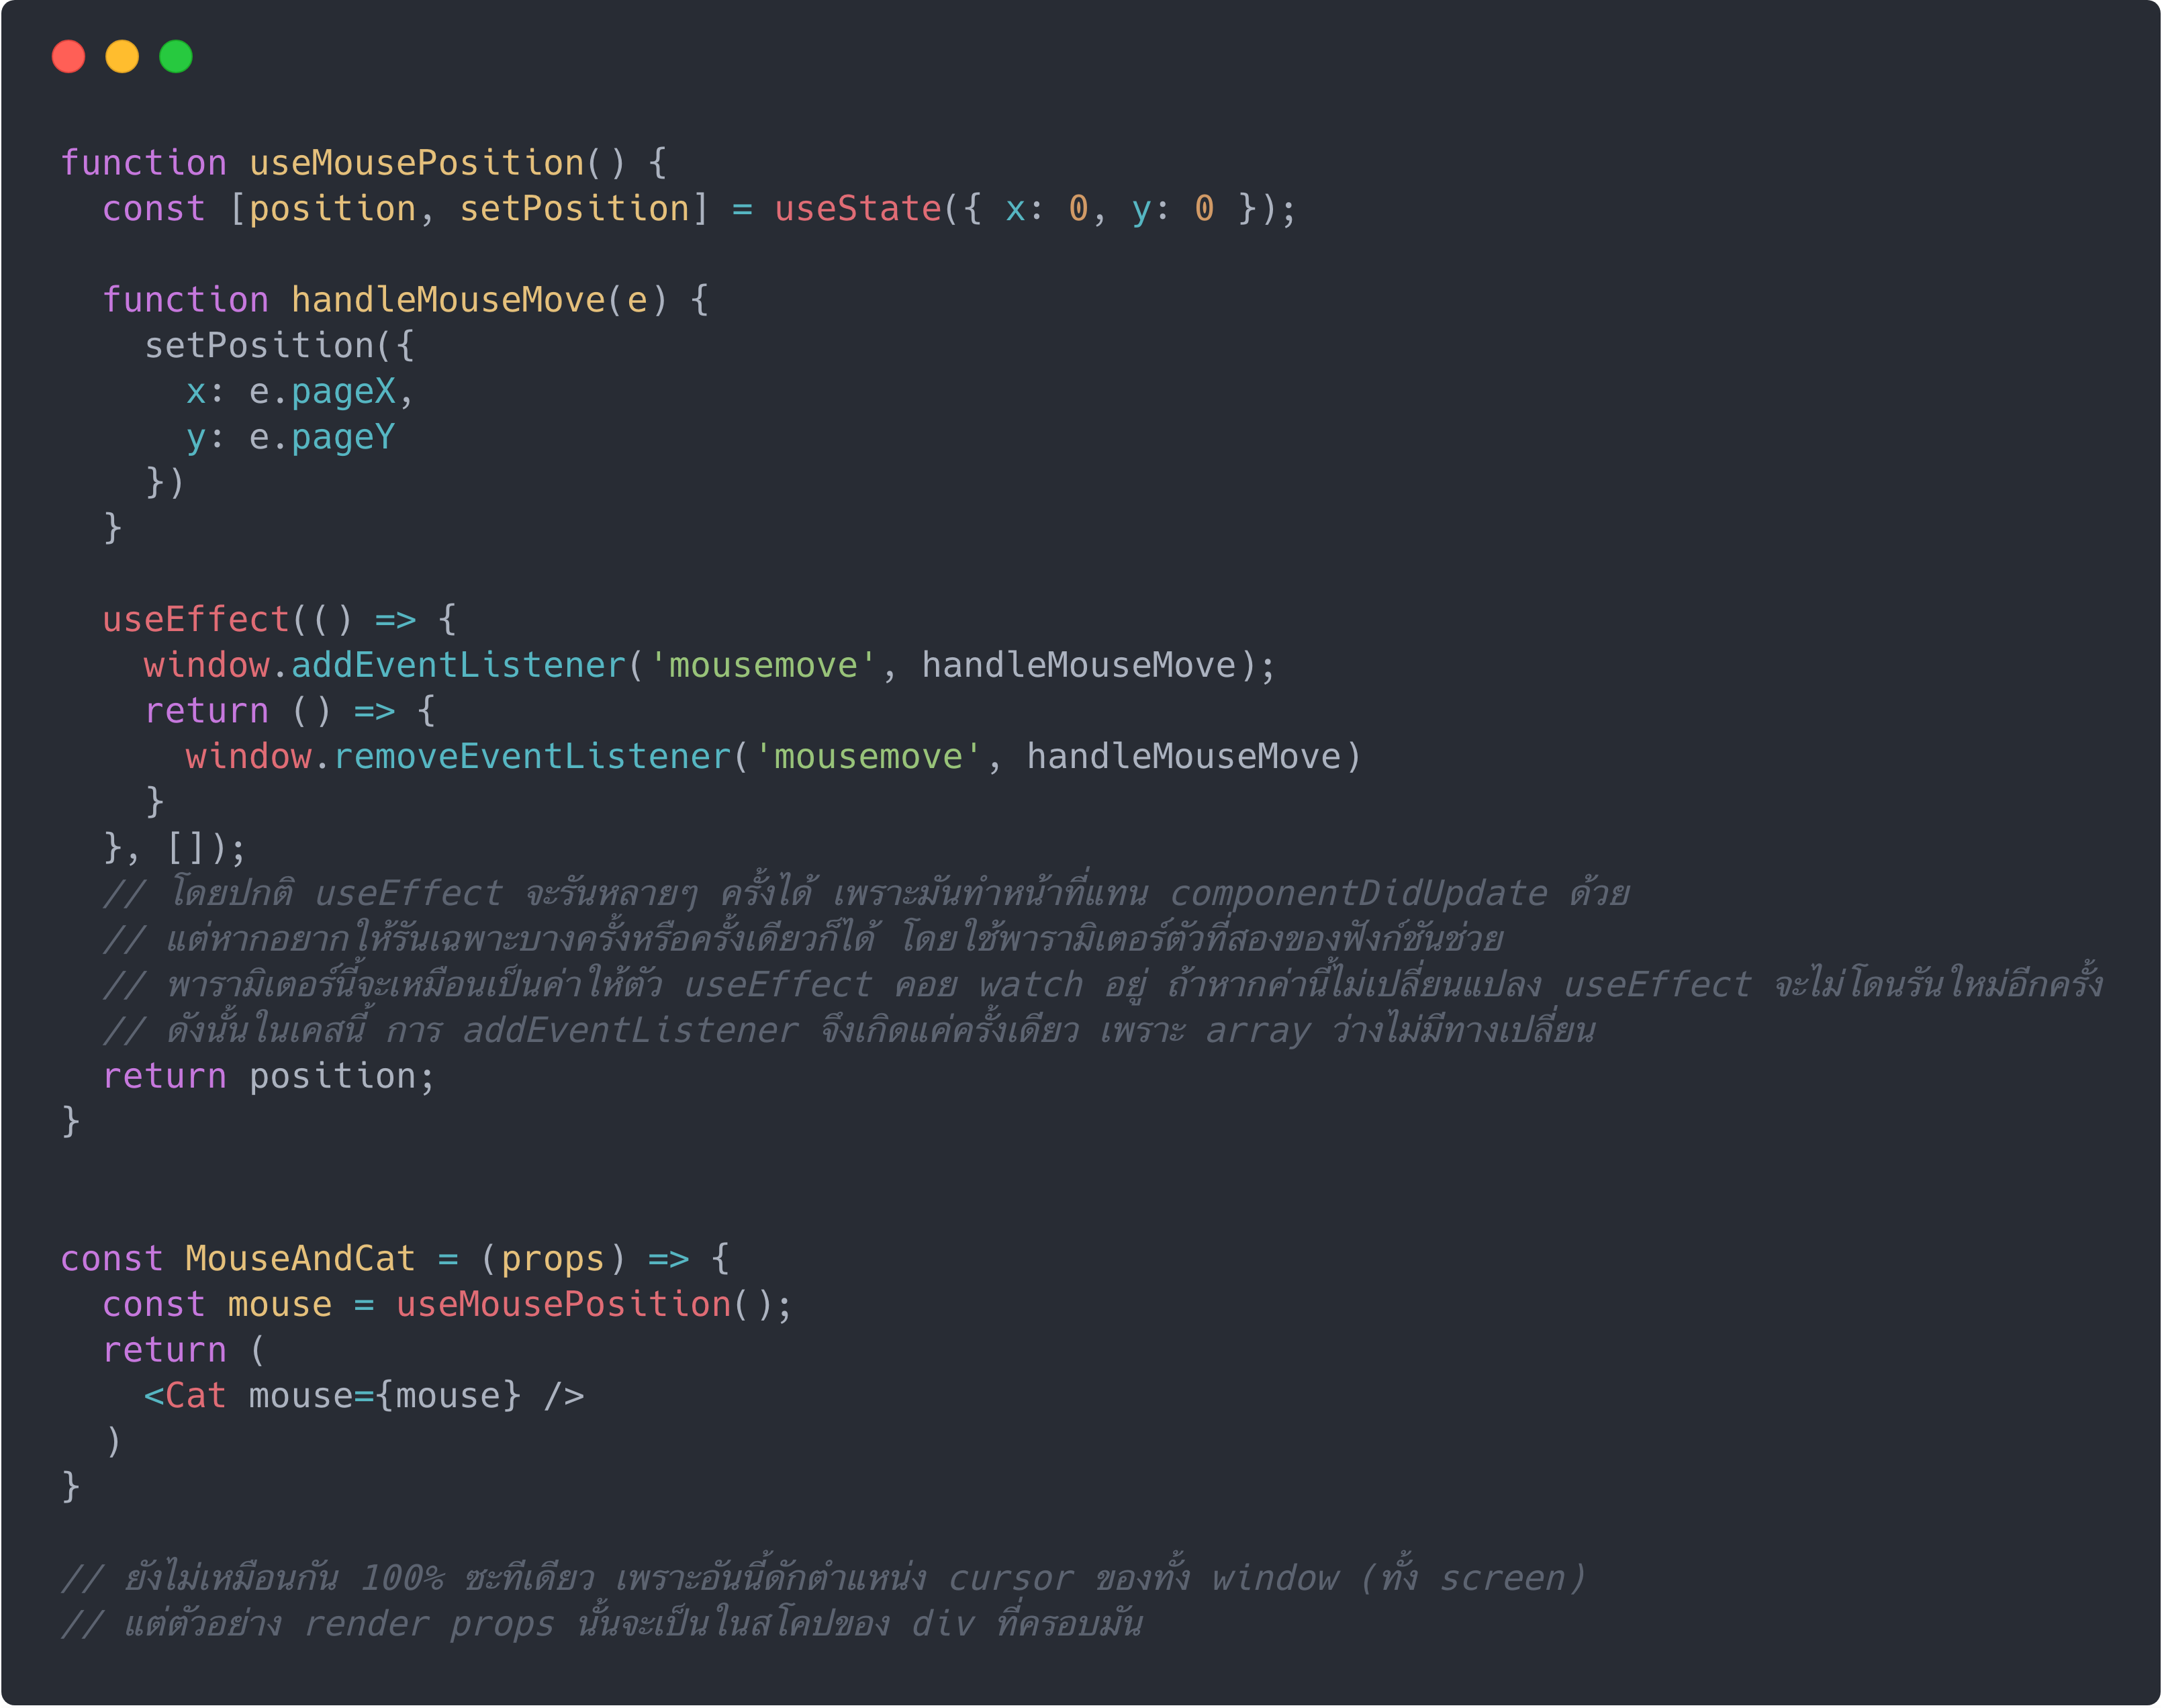 function useMousePosition() {
  const [position, setPosition] = useState({ x: 0, y: 0 });

  function handleMouseMove(e) {
    setPosition({
      x: e.pageX,
      y: e.pageY
    })
  }

  useEffect(() => {
    window.addEventListener('mousemove', handleMouseMove);
    return () => {
      window.removeEventListener('mousemove', handleMouseMove)
    }
  }, []);
  // โดยปกติ useEffect จะรันหลายๆ ครั้งได้ เพราะมันทำหน้าที่แทน componentDidUpdate ด้วย
  // แต่หากอยากให้รันเฉพาะบางครั้งหรือครั้งเดียวก็ได้ โดยใช้พารามิเตอร์ตัวที่สองของฟังก์ชันช่วย
  // พารามิเตอร์นี้จะเหมือนเป็นค่าให้ตัว useEffect คอย watch อยู่ ถ้าหากค่านี้ไม่เปลี่ยนแปลง useEffect จะไม่โดนรันใหม่อีกครั้ง
  // ดังนั้นในเคสนี้ การ addEventListener จึงเกิดแค่ครั้งเดียว เพราะ array ว่างไม่มีทางเปลี่ยน
  return position;
}

const MouseAndCat = (props) => {
  const mouse = useMousePosition();
  return (
    <Cat mouse={mouse} />
  )
}

// ยังไม่เหมือนกัน 100% ซะทีเดียว เพราะอันนี้ดักตำแหน่ง cursor ของทั้ง window (ทั้ง screen)
// แต่ตัวอย่าง render props นั้นจะเป็นในสโคปของ div ที่ครอบมัน